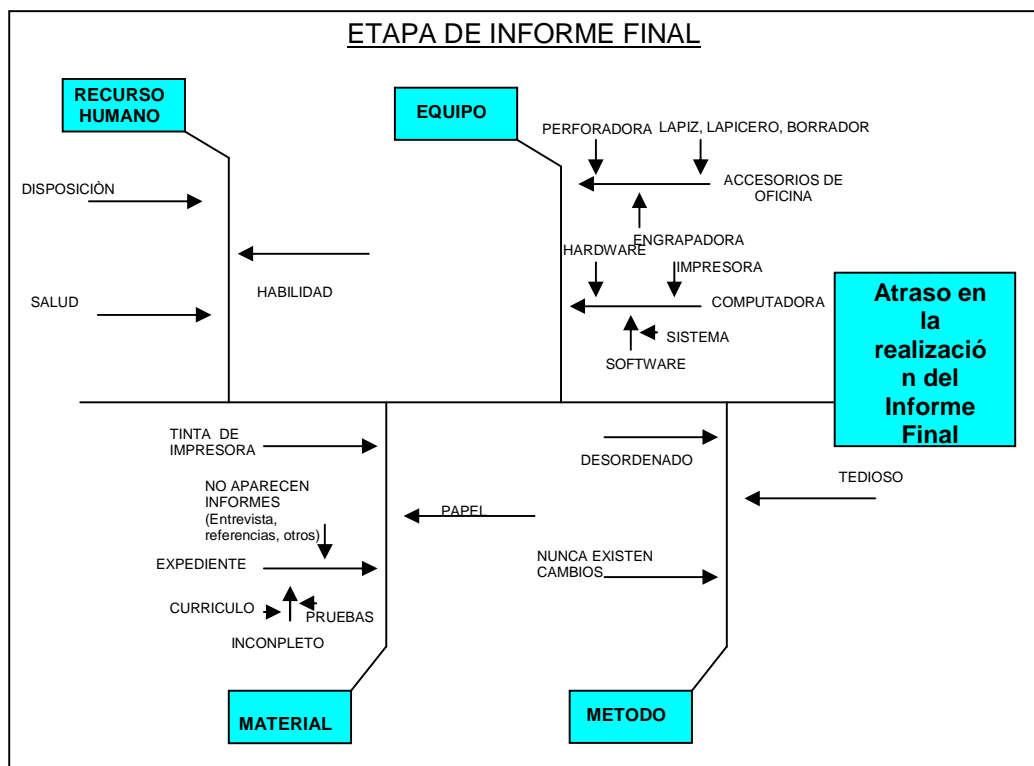 ETAPA DE INFORME FINAL
RECURSO
HUMANO
EQUIPO
PERFORADORA
LAPIZ, LAPICERO, BORRADOR
DISPOSICIÒN
ACCESORIOS DE
OFICINA
ENGRAPADORA
HARDWARE
IMPRESORA
HABILIDAD
SALUD
COMPUTADORA
SISTEMA
SOFTWARE
Atraso en
la
realizació
n del
Informe
Final
TINTA DE
IMPRESORA
DESORDENADO
TEDIOSO
NO APARECEN
INFORMES
(Entrevista,
referencias, otros)
PAPEL
EXPEDIENTE
NUNCA EXISTEN
CAMBIOS
CURRICULO
PRUEBAS
INCONPLETO
MATERIAL
METODO